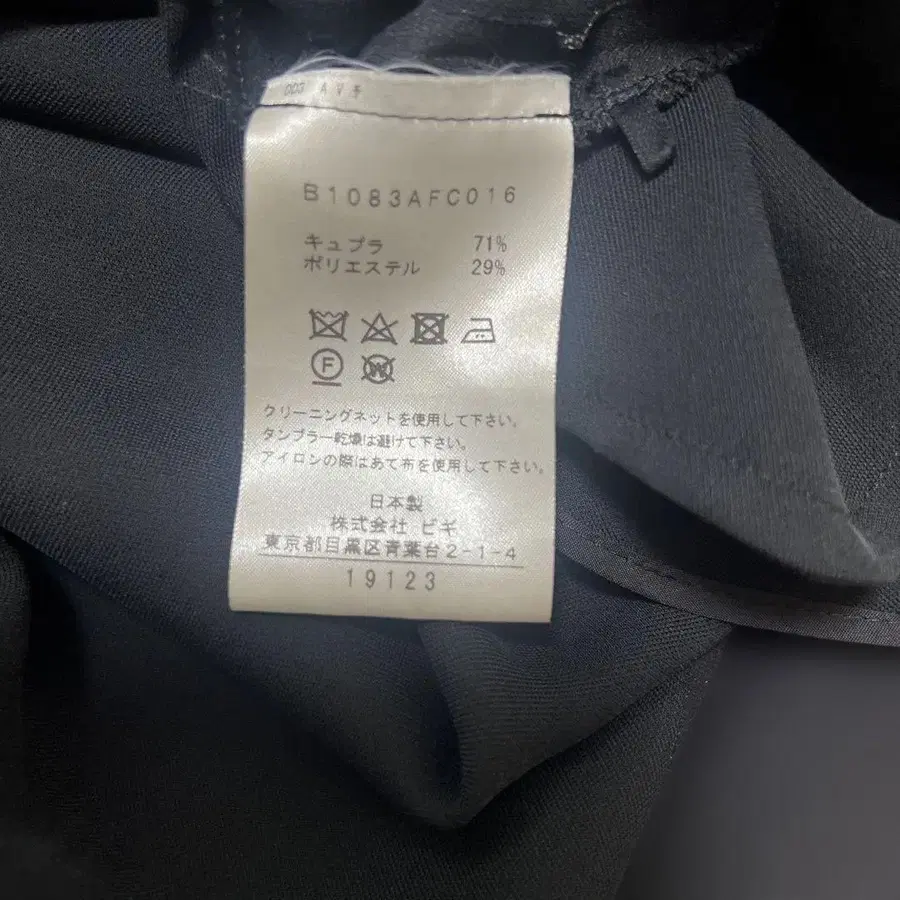 003 AV予
B1083AFC016
キュプラ 71%
ポリエステル 29%
F W
クリーニングネットを使用して下さい。
タンブラー乾燥は避けて下さい。
アイロンの際はあて布を使用して下さい。
日本製
株式会社 ビギ
東京都目黒区青葉台2-1-4
19123